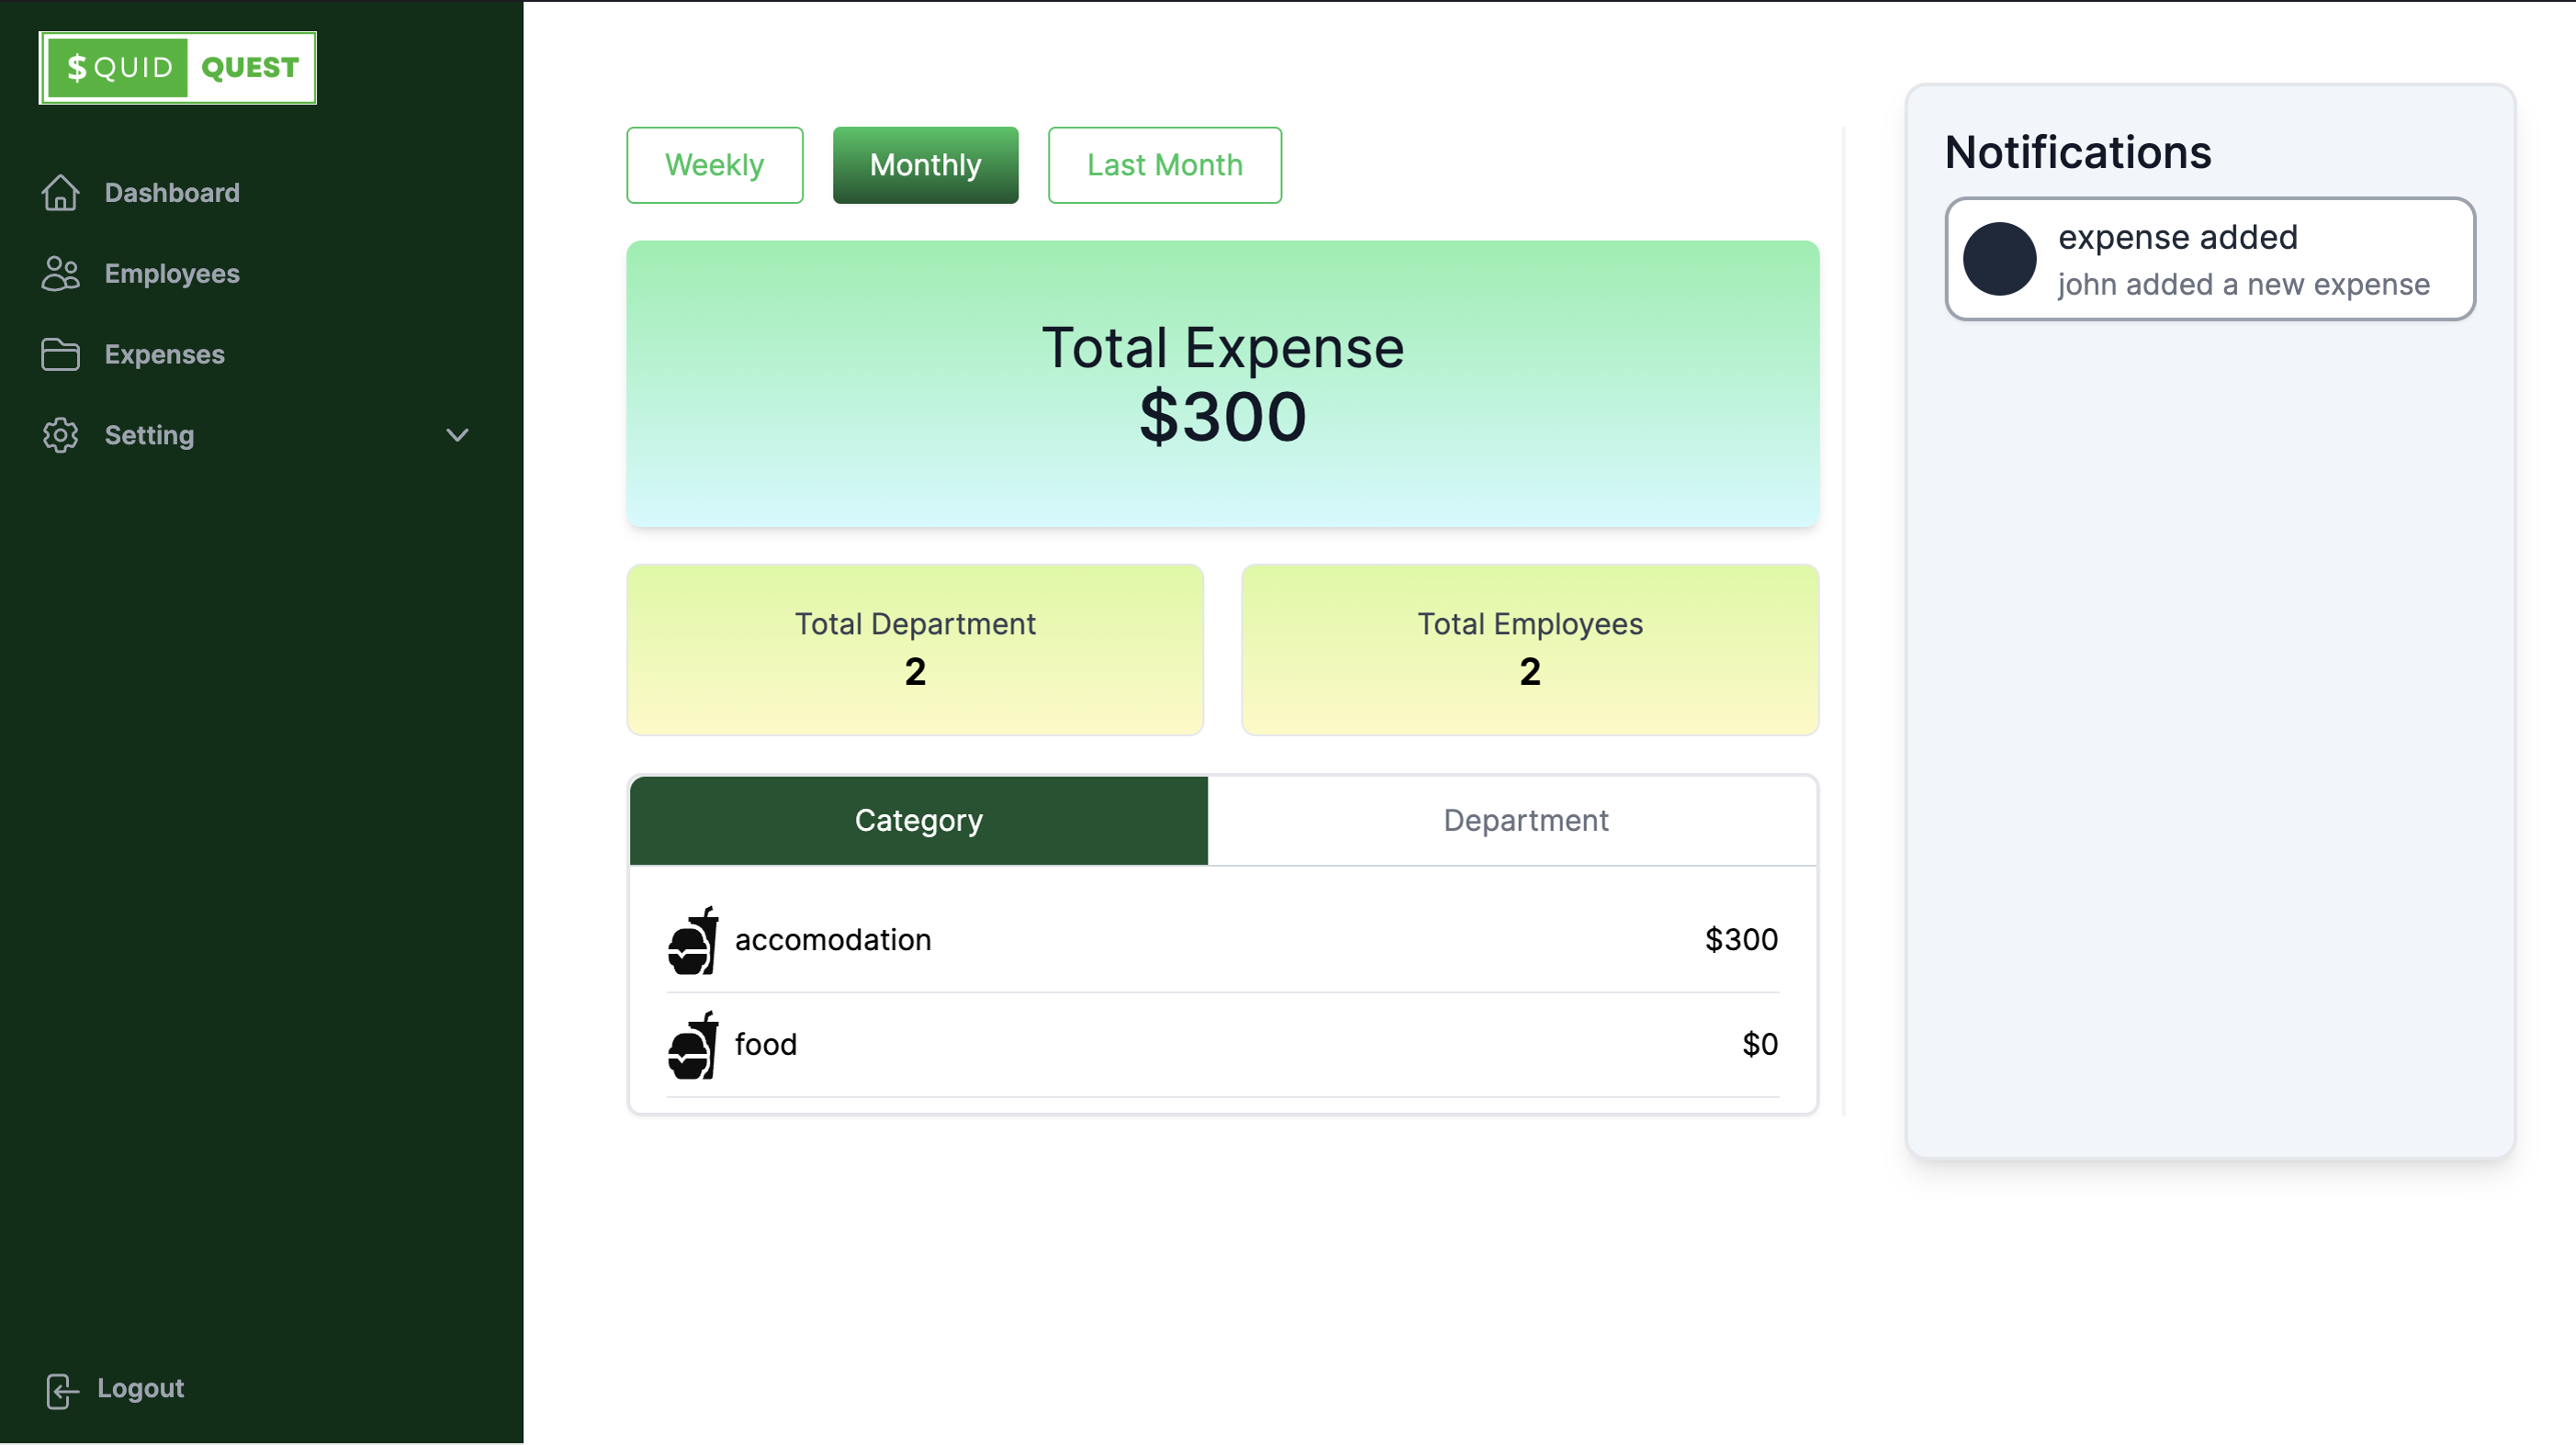 $QUID QUEST
Dashboard
Employees
Expenses
Setting
Logout
Weekly
Monthly
Last Month
Total Expense
$300
Total Department
2
Total Employees
2
Category
Department
accomodation
$300
food
$0
Notifications
expense added
john added a new expense